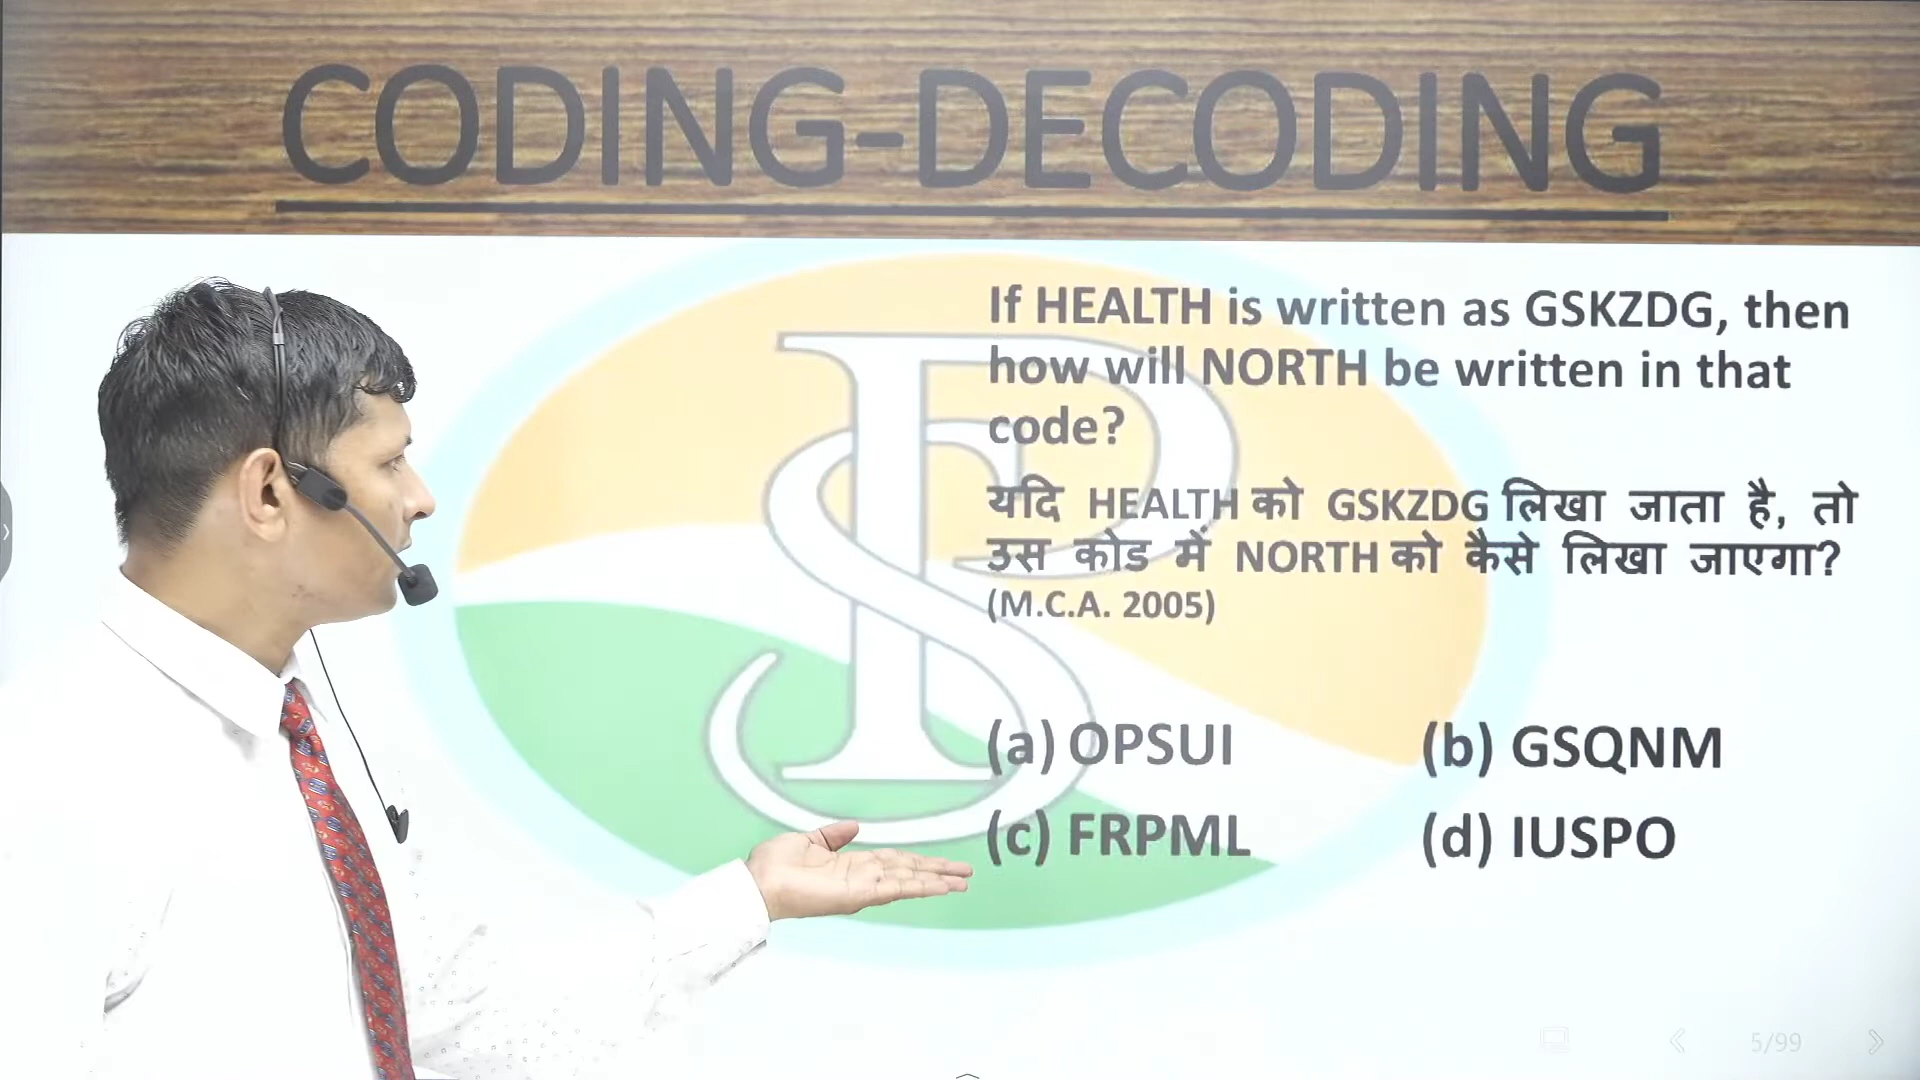 CODING-DECODING
If HEALTH is written as GSKZDG, then
how will NORTH be written in that
code?
यदि HEALTH को GSKZDG लिखा जाता है, तो
उस कोड में NORTH को कैसे लिखा जाएगा?
(M.C.A. 2005)
(a) OPSUI (b) GSQNM
(c) FRPML (d) IUSPO
5/99